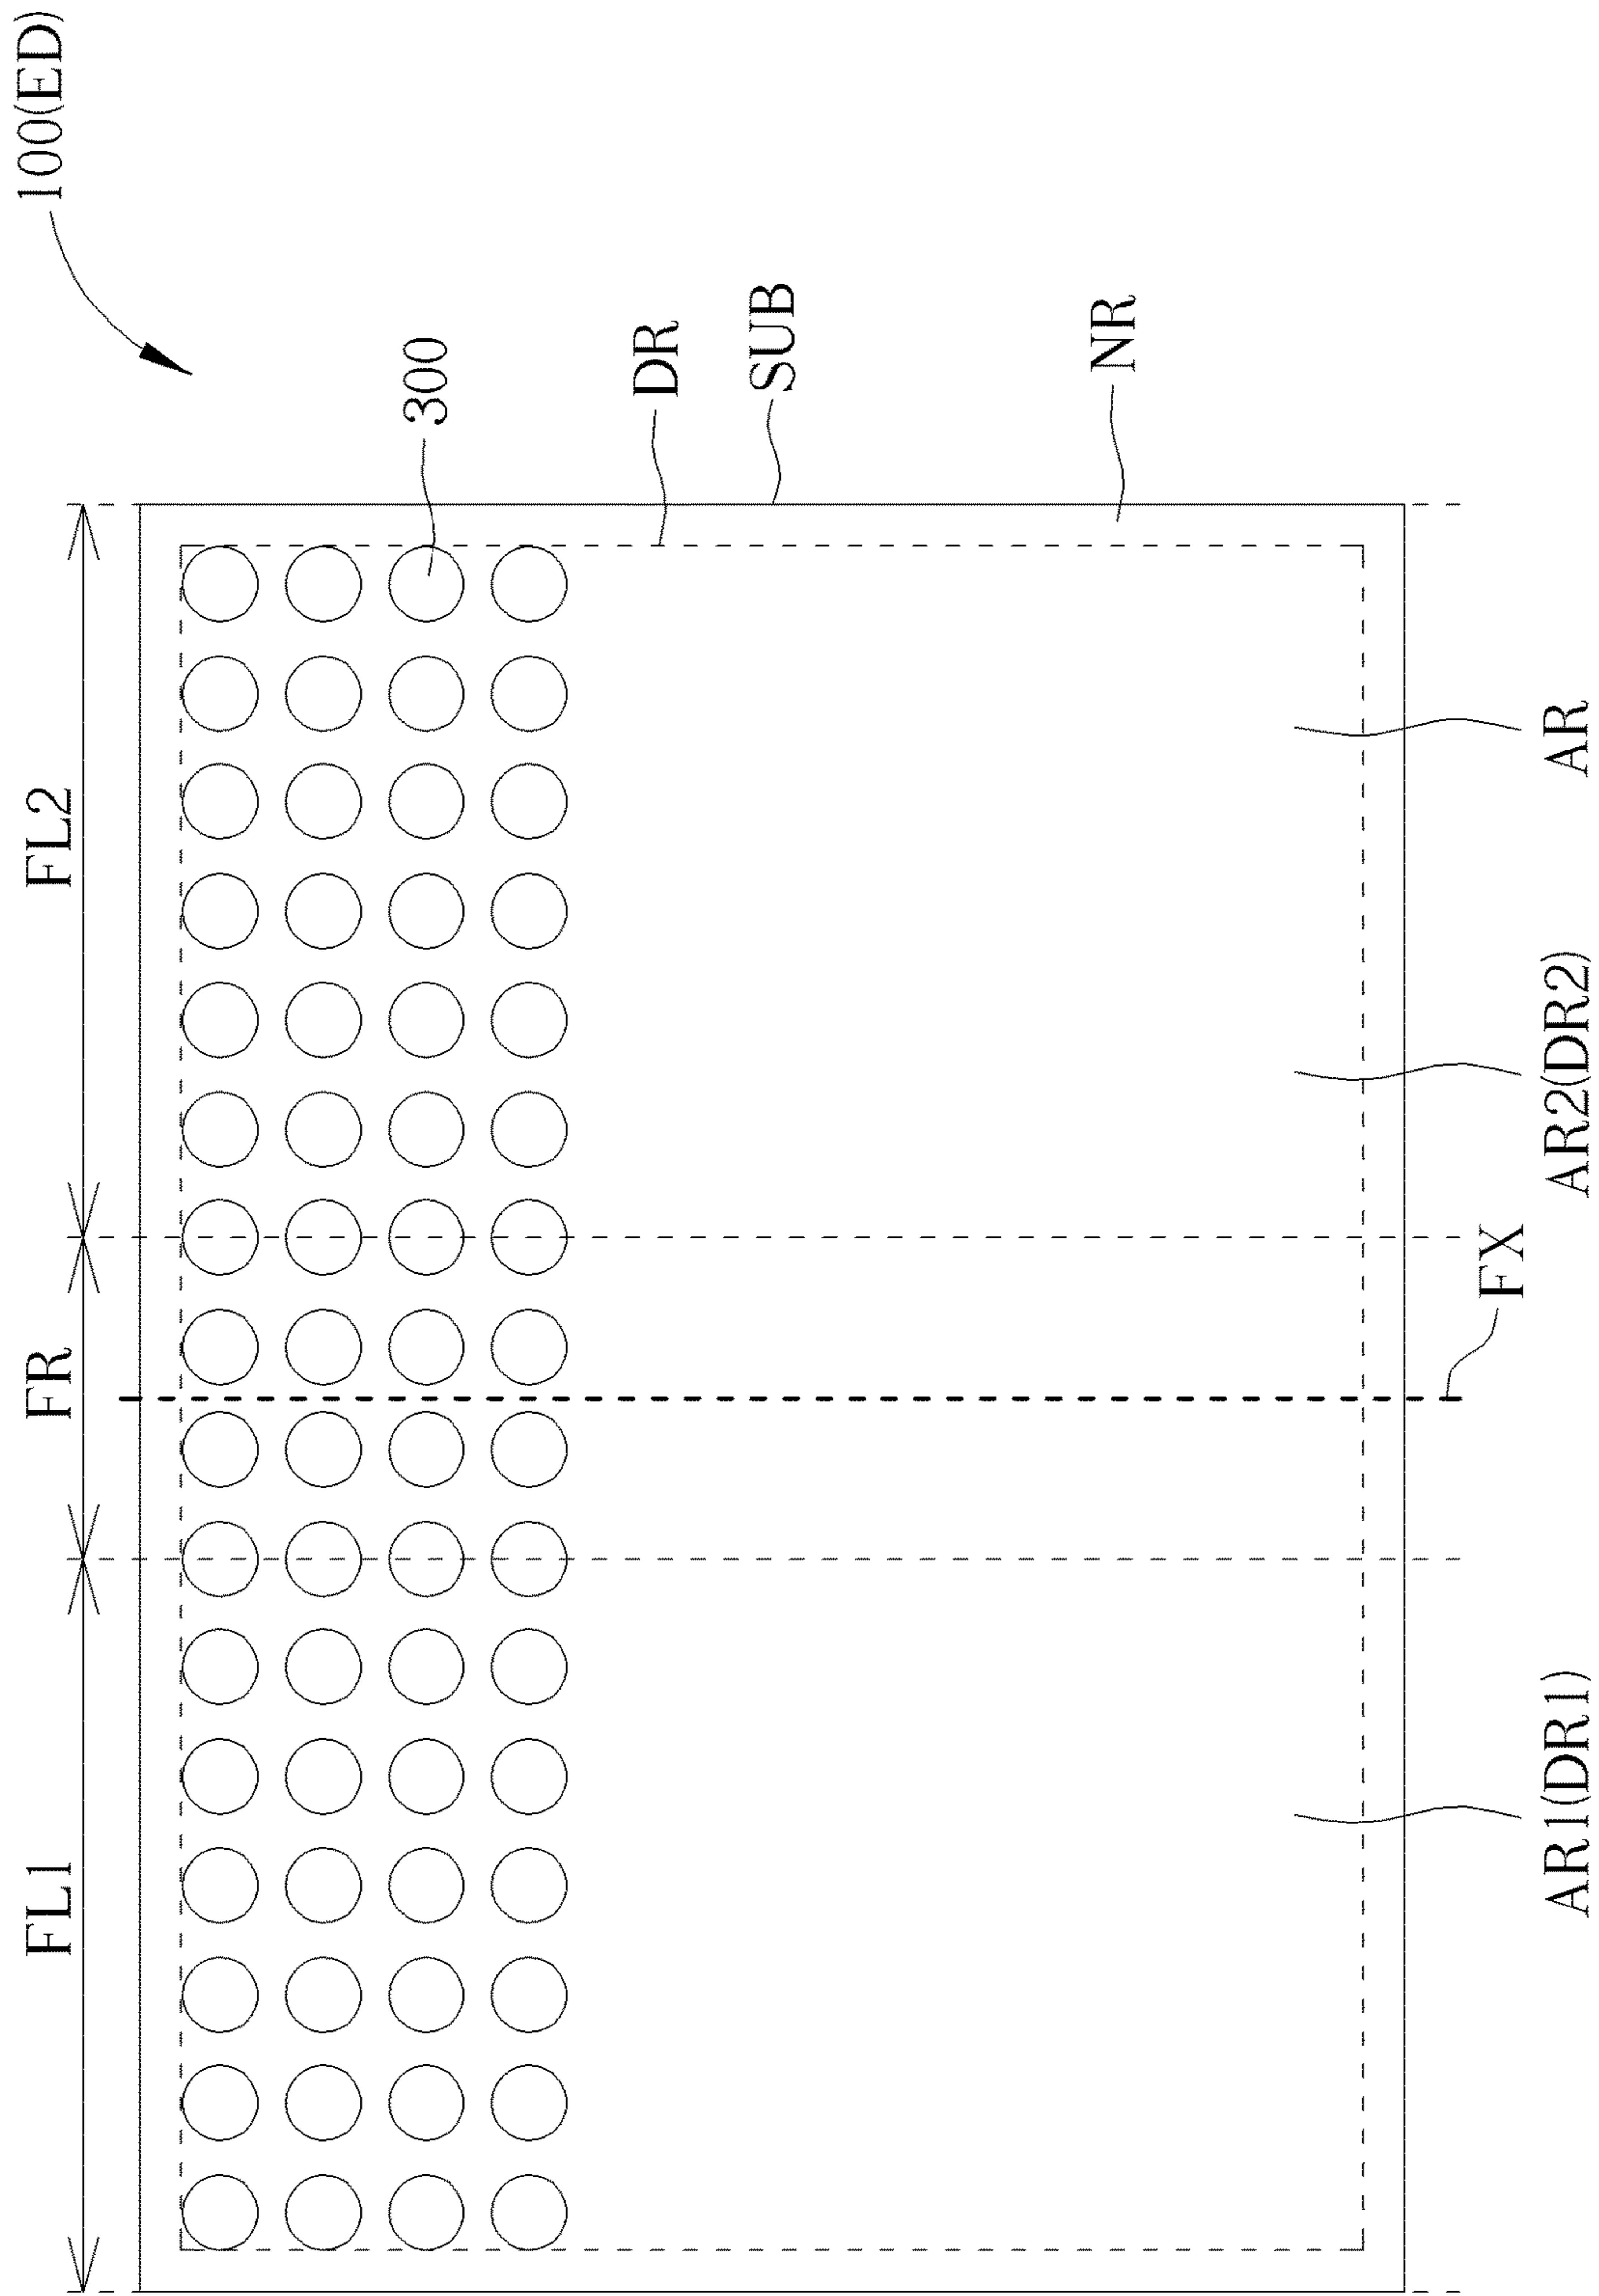 100(ED)
FL1
FR
FL2
300
DR
SUB
NR
FX
AR1(DR1)
AR2(DR2)
AR